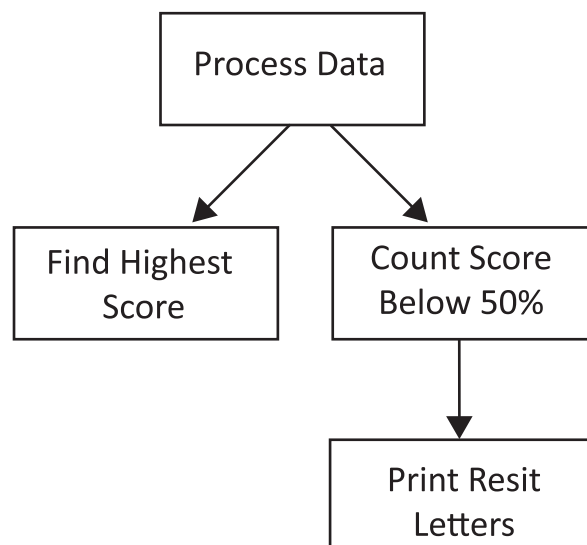 Process Data
Find Highest
Score
Count Score
Below 50%
Print Resit
Letters